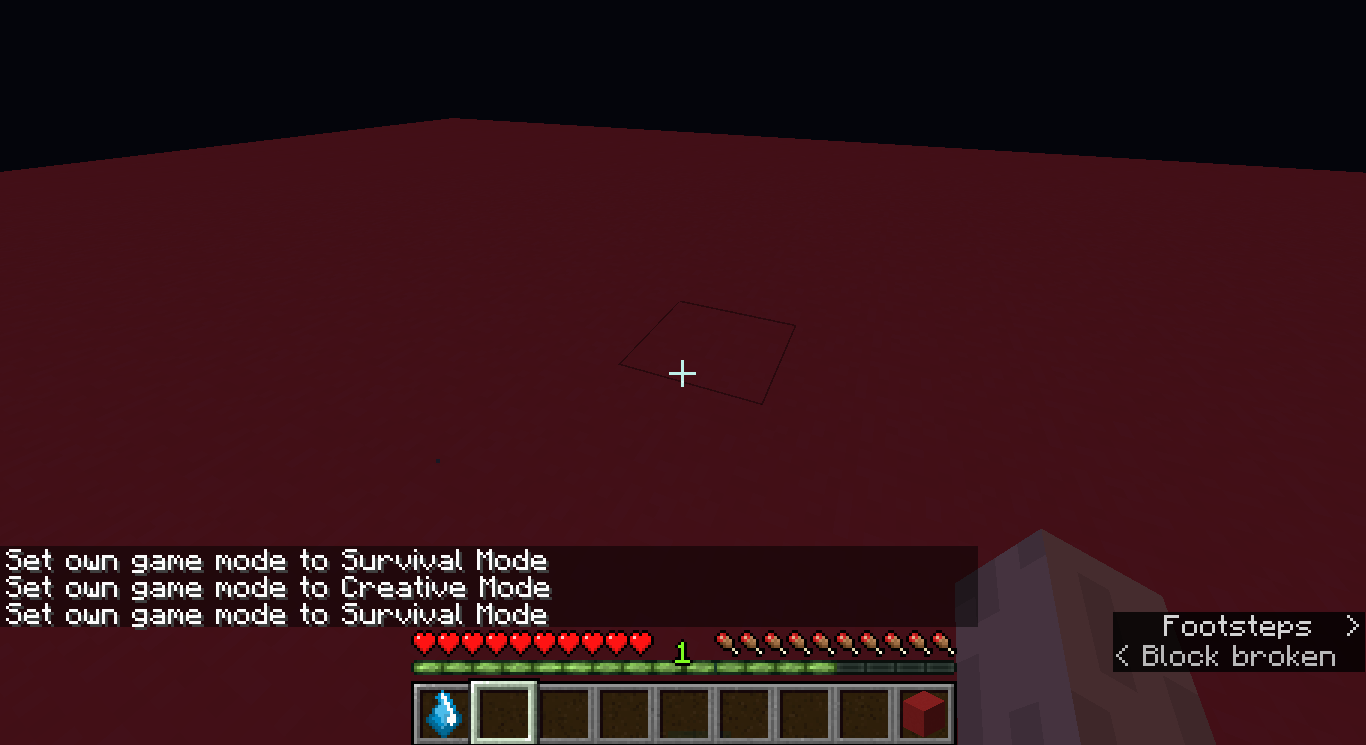 Set own game mode to Survival Mode
Set own game mode to Creative Mode
Set own game mode to Survival Mode
Footsteps >
< Block broken
1